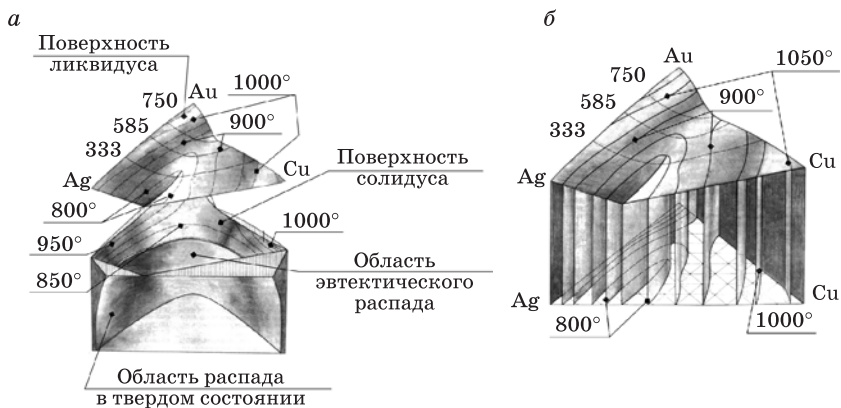 а
Поверхность
ликвидуса
1000°
750
Au
585
900°
333
Cu
Поверхность
солидуса
Ag
800°
1000°
950°
850°
Область
эвтектического
распада
Область распада
в твердом состоянии
б
1050°
Au
750
900°
585
333
Cu
Ag
Ag
Cu
800°
1000°